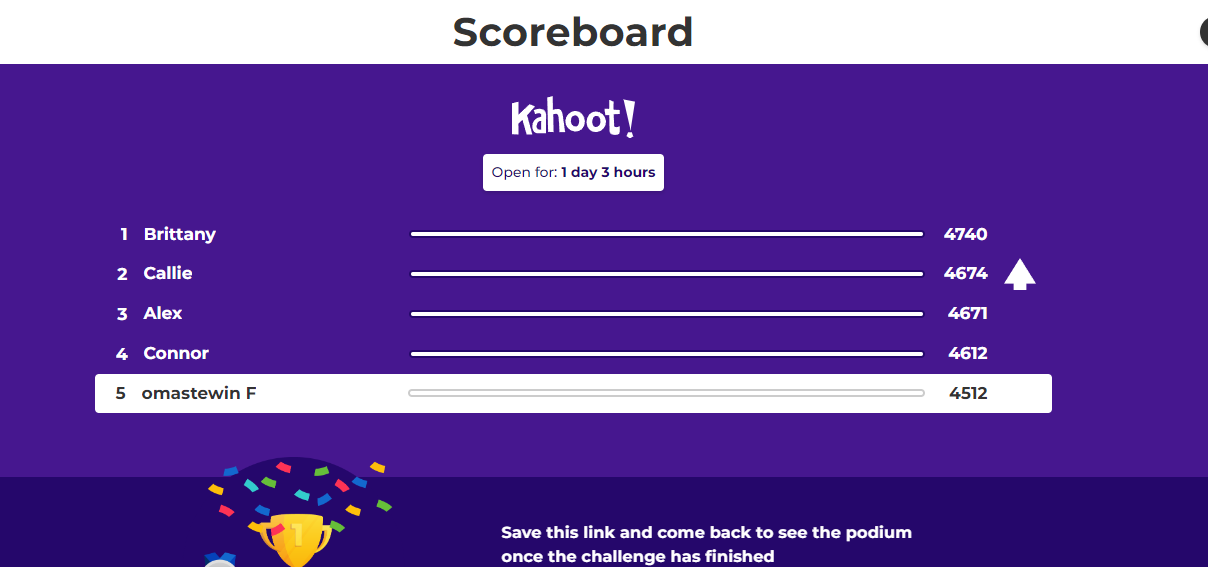 Scoreboard
Kahoot!
Open for: 1 day 3 hours
1 Brittany 4740
2 Callie 4674
3 Alex 4671
4 Connor 4612
5 omastewin F 4512
1
Save this link and come back to see the podium
once the challenge has finished